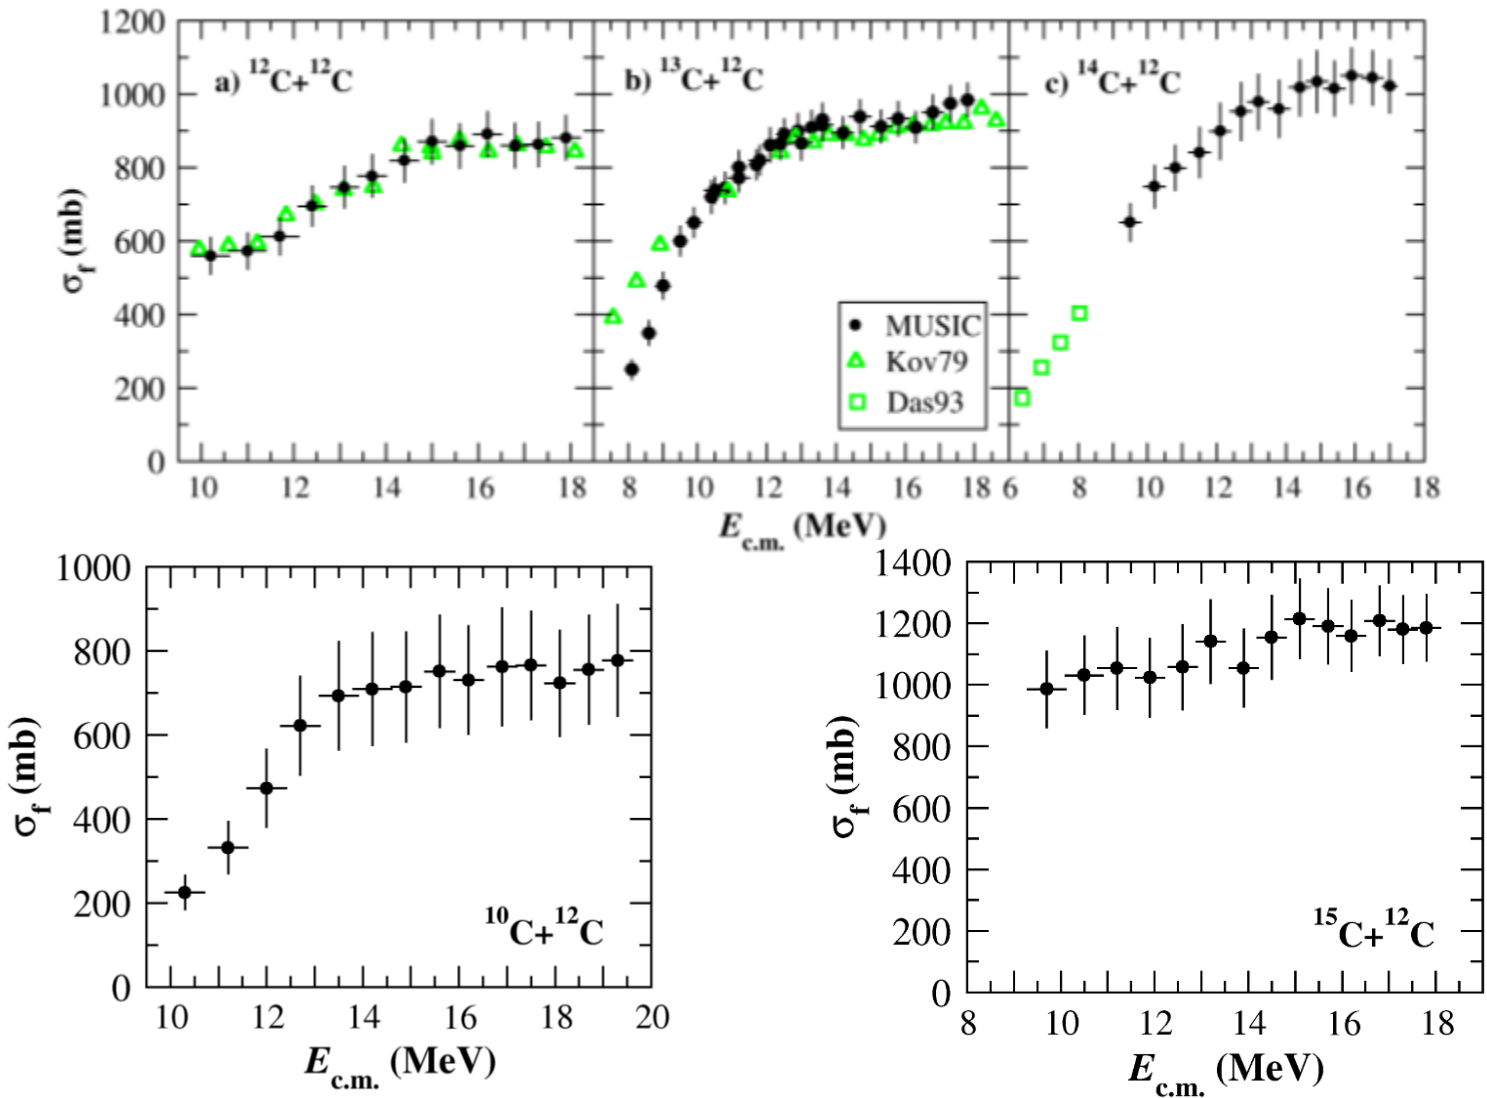 1200
1000
800
600
400
200
0
σf (mb)
a) 12C+12C
b) 13C+12C
c) 14C+12C
MUSIC
Kov79
Das93
10 12 14 16 18 8 10 12 14 16 18 6 8 10 12 14 16 18
Ec.m. (MeV)
1000
800
600
400
200
0
σf (mb)
10C+12C
10 12 14 16 18 20
Ec.m. (MeV)
1400
1200
1000
800
600
400
200
0
σf (mb)
15C+12C
8 10 12 14 16 18
Ec.m. (MeV)